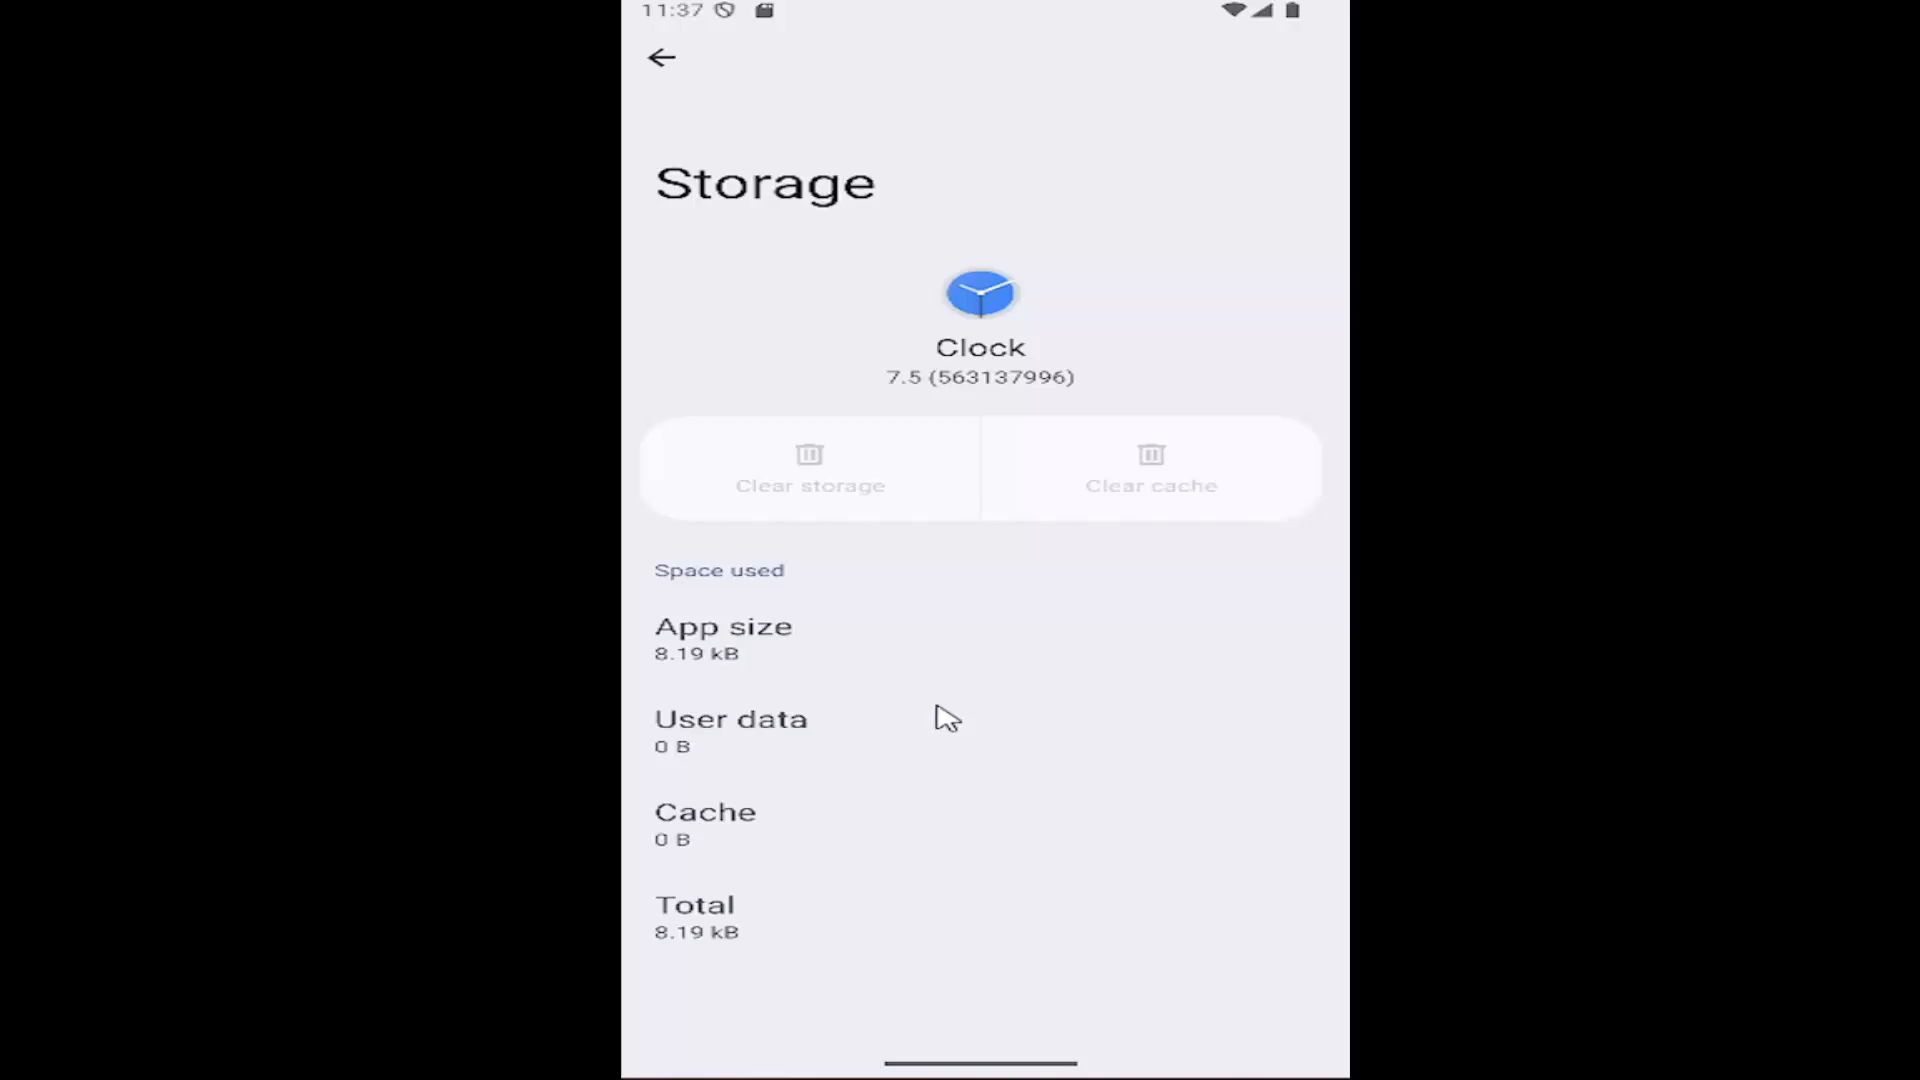 11:37
Storage
Clock
7.5 (563137996)
Clear storage
Clear cache
Space used
App size
8.19 kB
User data
0 B
Cache
0 B
Total
8.19 kB